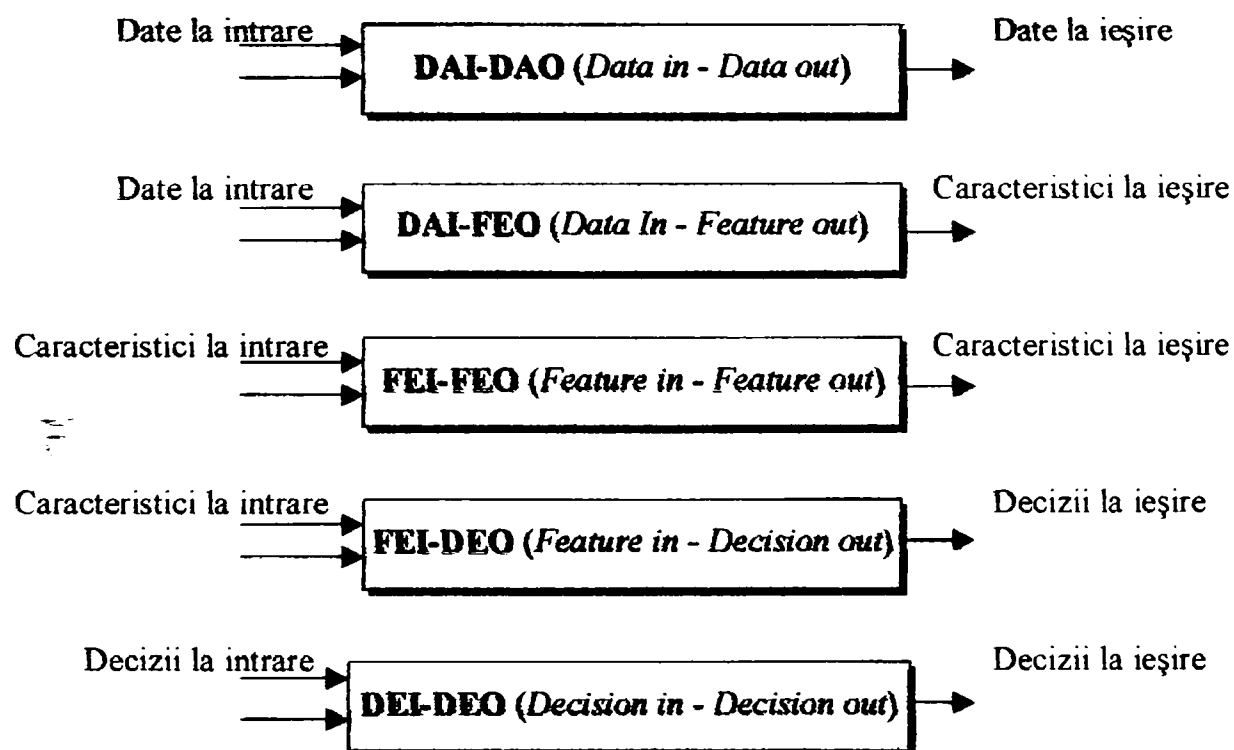 Date la intrare
DAI-DAO (Data in - Data out)
Date la ieşire
Date la intrare
DAI-FEO (Data In - Feature out)
Caracteristici la ieşire
Caracteristici la intrare
FEI-FEO (Feature in - Feature out)
Caracteristici la ieşire
Caracteristici la intrare
FEI-DEO (Feature in - Decision out)
Decizii la ieşire
Decizii la intrare
DEI-DEO (Decision in - Decision out)
Decizii la ieşire